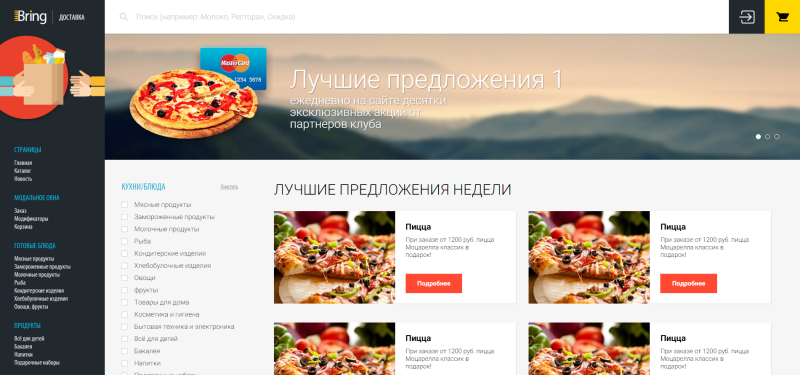 Bring ДОСТАВКА
Поиск (например: Молоко, Ресторан, Скидка)
СТРАНИЦЫ
Главная
Каталог
Новость
МОДАЛЬНОЕ ОКНА
Заказ
Модификаторы
Корзина
ГОТОВЫЕ БЛЮДА
Мясные продукты
Замороженные продукты
Молочные продукты
Рыба
Кондитерские изделия
Хлебобулочные изделия
Овощи, фрукты
ПРОДУКТЫ
Всё для детей
Бакалея
Напитки
Подарочные наборы
MasterCard
1234 5678
Лучшие предложения 1
ежедневно на сайте десятки
эксклюзивных акций от
партнеров клуба
КУХНИ/БЛЮДА
Мясные продукты
Замороженные продукты
Молочные продукты
Рыба
Кондитерские изделия
Хлебобулочные изделия
Овощи
фрукты
Товары для дома
Косметика и гигиена
Бытовая техника и электроника
Всё для детей
Бакалея
Напитки
Подарочные наборы
ЛУЧШИЕ ПРЕДЛОЖЕНИЯ НЕДЕЛИ
Пицца
При заказе от 1200 руб. пицца
Моцарелла классик в
подарок!
Подробнее
Пицца
При заказе от 1200 руб. пицца
Моцарелла классик в
подарок!
Подробнее
Пицца
При заказе от 1200 руб. пицца
Моцарелла классик в
подарок!
Пицца
При заказе от 1200 руб. пицца
Моцарелла классик в
подарок!